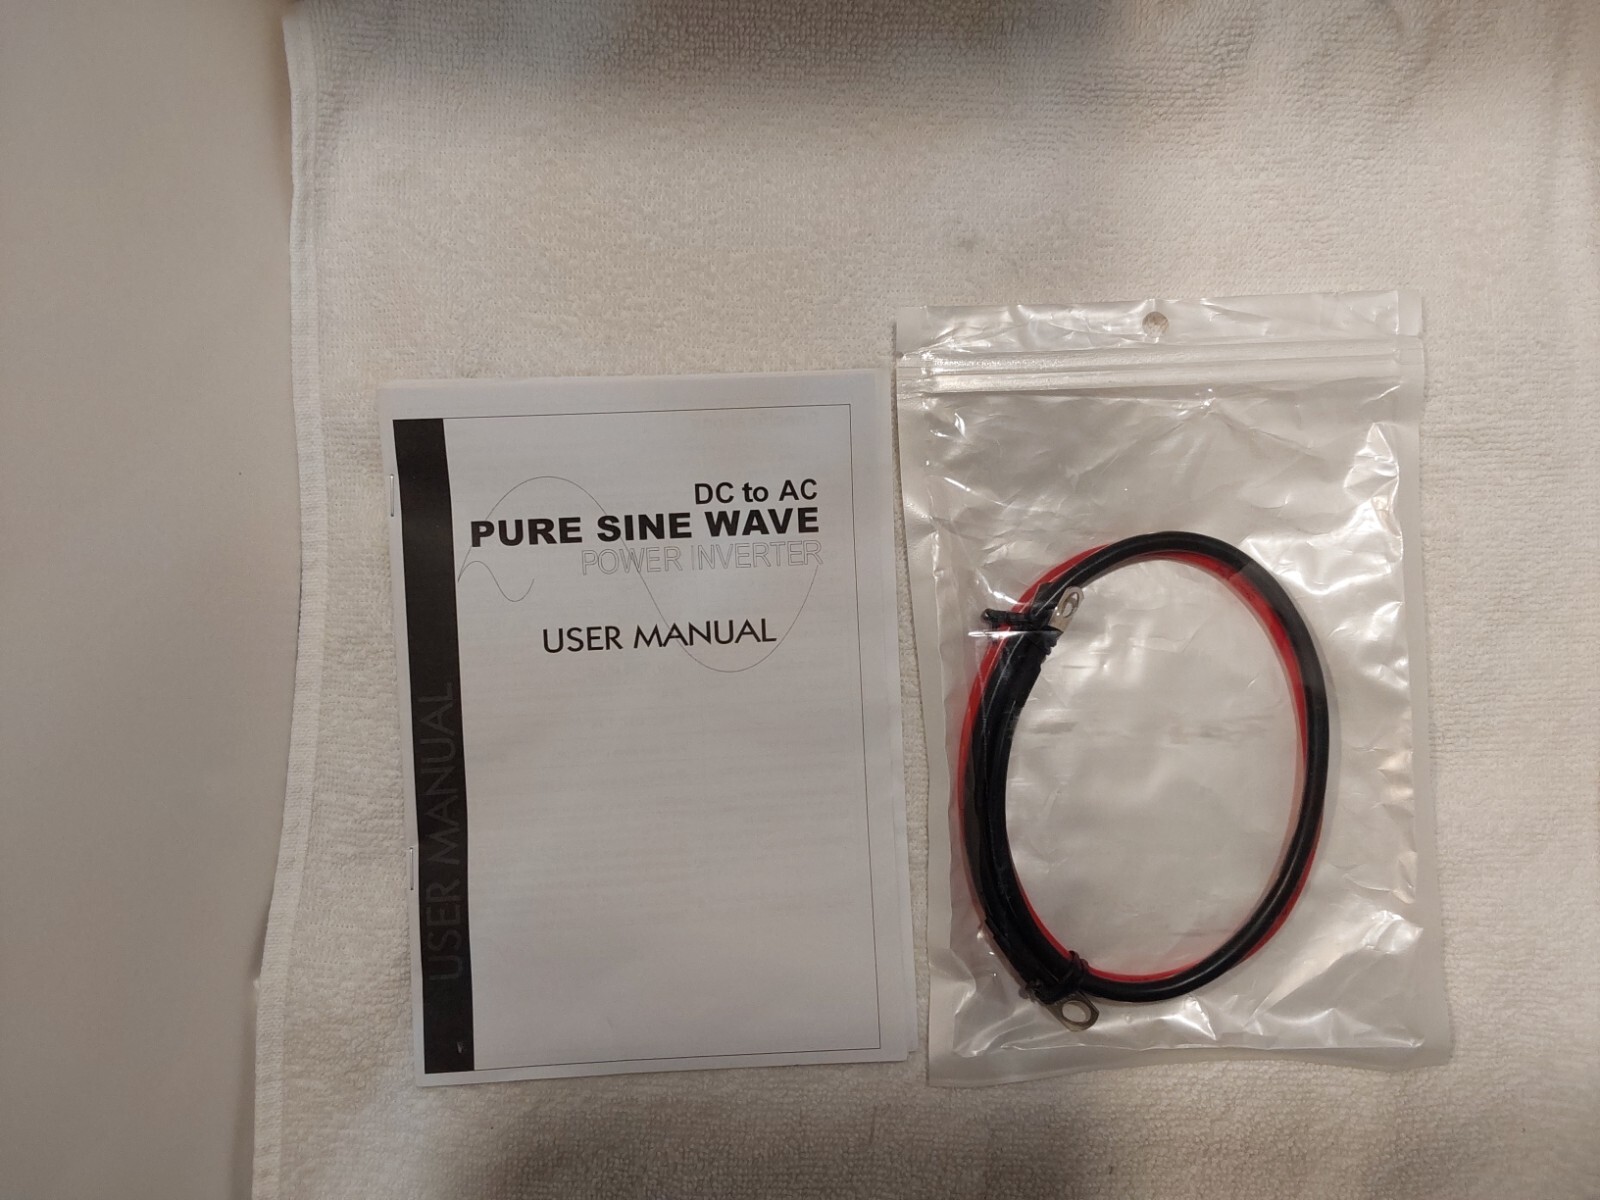 DC to AC
PURE SINE WAVE
POWER INVERTER
USER MANUAL
USER MANUAL